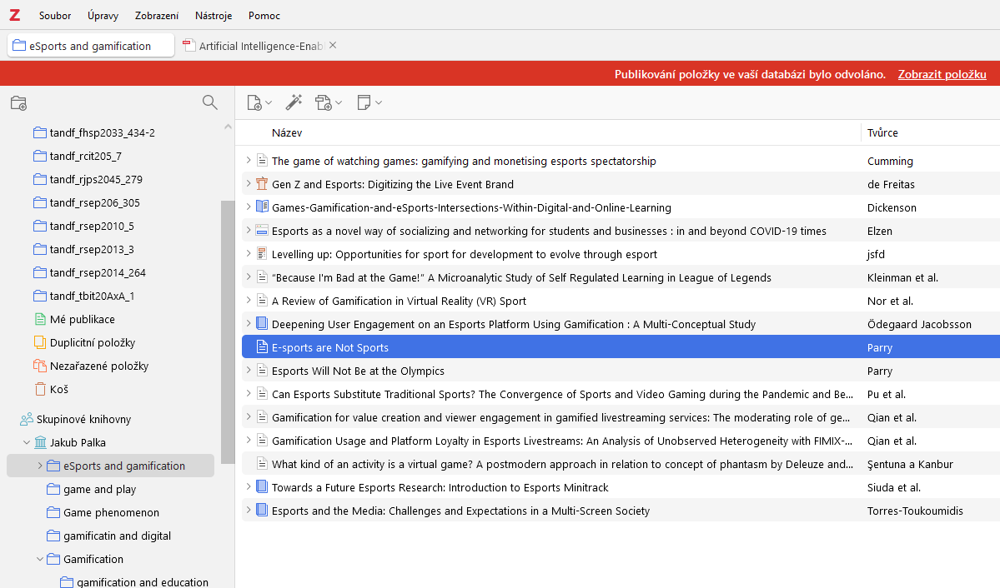 Z Soubor Úpravy Zobrazení Nástroje Pomoc
eSports and gamification Artificial Intelligence-Enab
Publikování položky ve vaší databázi bylo odvoláno. Zobrazit položku
tandf_fhsp2033_434-2
tandf_rcit205_7
tandf_rjps2045_279
tandf_rsep206_305
tandf_rsep2010_5
tandf_rsep2013_3
tandf_rsep2014_264
tandf_tbit20AxA_1
Mé publikace
Duplicitní položky
Nezařazené položky
Koš
Skupinové knihovny
Jakub Palka
eSports and gamification
game and play
Game phenomenon
gamificatin and digital
Gamification
gamification and education
Název Tvůrce
The game of watching games: gamifying and monetising esports spectatorship Cumming
Gen Z and Esports: Digitizing the Live Event Brand de Freitas
Games-Gamification-and-eSports-Intersections-Within-Digital-and-Online-Learning Dickenson
Esports as a novel way of socializing and networking for students and businesses : in and beyond COVID-19 times Elzen
Levelling up: Opportunities for sport for development to evolve through esport jsfd
“Because I'm Bad at the Game!” A Microanalytic Study of Self Regulated Learning in League of Legends Kleinman et al.
A Review of Gamification in Virtual Reality (VR) Sport Nor et al.
Deepening User Engagement on an Esports Platform Using Gamification : A Multi-Conceptual Study Ödegaard Jacobsson
E-sports are Not Sports Parry
Esports Will Not Be at the Olympics Parry
Can Esports Substitute Traditional Sports? The Convergence of Sports and Video Gaming during the Pandemic and Be... Pu et al.
Gamification for value creation and viewer engagement in gamified livestreaming services: The moderating role of ge... Qian et al.
Gamification Usage and Platform Loyalty in Esports Livestreams: An Analysis of Unobserved Heterogeneity with FIMIX-... Qian et al.
What kind of an activity is a virtual game? A postmodern approach in relation to concept of phantasm by Deleuze and... Şentuna a Kanbur
Towards a Future Esports Research: Introduction to Esports Minitrack Siuda et al.
Esports and the Media: Challenges and Expectations in a Multi-Screen Society Torres-Toukoumidis